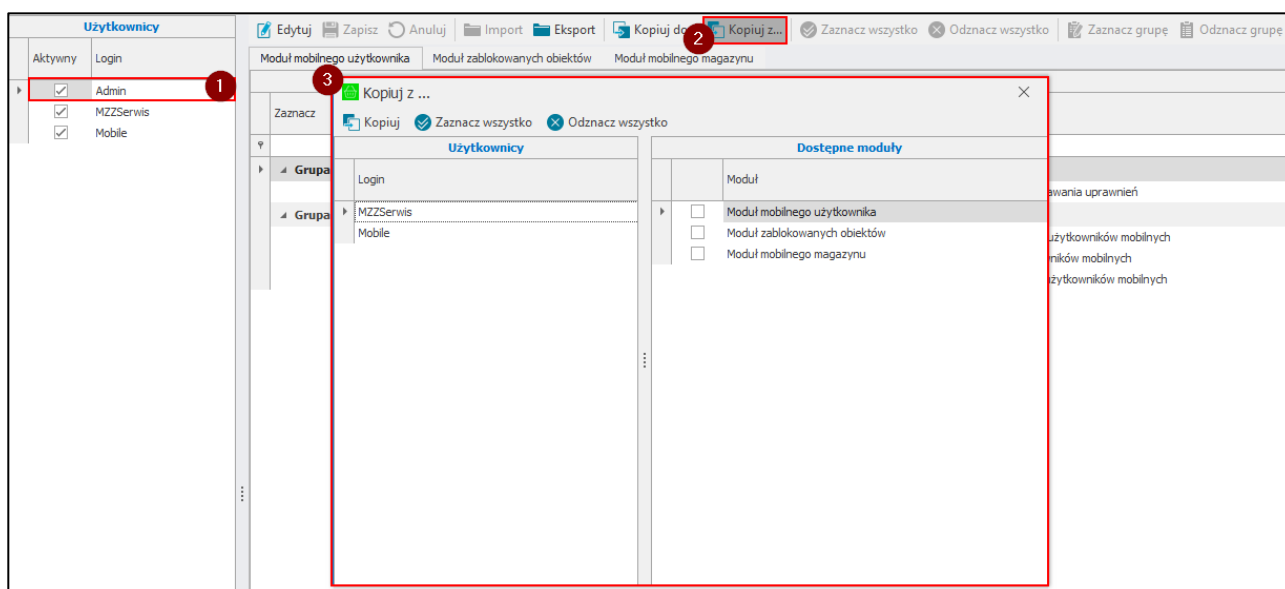 Użytkownicy
Edytuj Zapisz Anuluj Import Eksport Kopiuj do Kopiuj z... Zaznacz wszystko Odznacz wszystko Zaznacz grupę Odznacz grupę
2
Aktywny Login
Moduł mobilnego użytkownika Moduł zablokowanych obiektów Moduł mobilnego magazynu
Admin 1
MZZSerwis
Mobile
3
Kopiuj z ...
Zaznacz
Kopiuj Zaznacz wszystko Odznacz wszystko
Użytkownicy Dostępne moduły
Grupa
Login Moduł
awania uprawnień
Grupa
MZZSerwis Moduł mobilnego użytkownika
Mobile Moduł zablokowanych obiektów
użytkowników mobilnych
Moduł mobilnego magazynu
ników mobilnych
użytkowników mobilnych